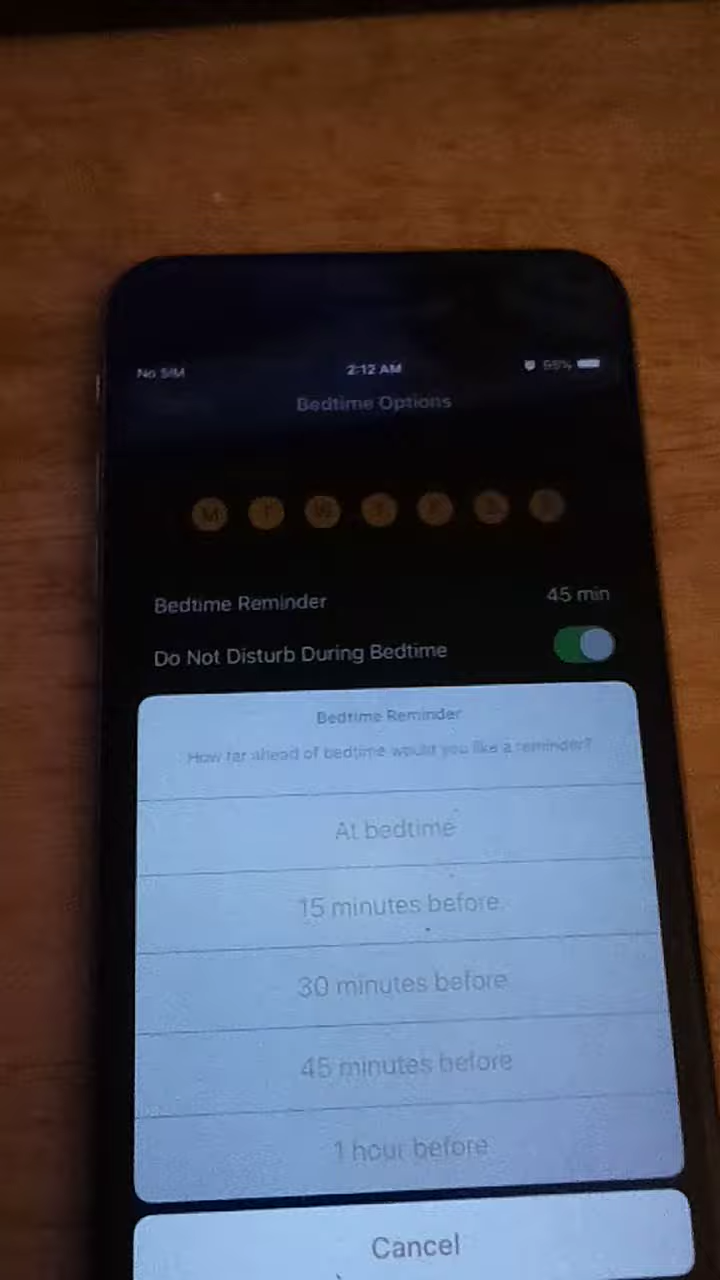 No SIM 2:12 AM
Bedtime Options
M T W T F
Bedtime Reminder 45 min
Do Not Disturb During Bedtime
Bedtime Reminder
How far ahead of bedtime would you like a reminder?
At bedtime
15 minutes before
30 minutes before
45 minutes before
1 hour before
Cancel